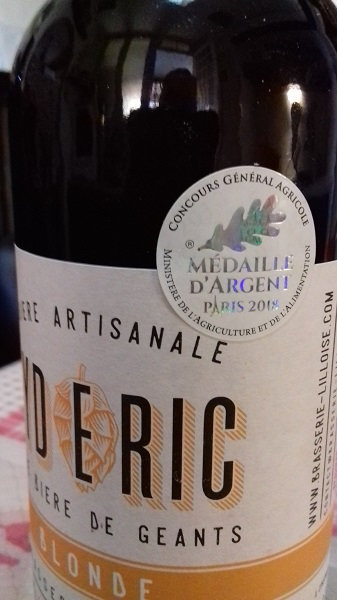 CONCOURS GÉNÉRAL AGRICOLE
®
MÉDAILLE
D'ARGENT
PARIS 2018
MINISTÈRE DE L'AGRICULTURE ET DE L'ALIMENTATION
ARTISANALE
D ERIC
BIÈRE DE GEANTS
BLONDE
WWW.BRASSERIE-LILLOISE.COM